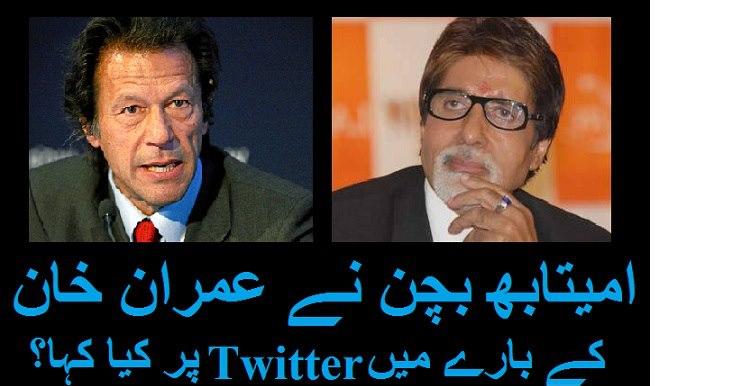 امیتابھ بچن نے عمران خان
کے بارے میں Twitter پر کیا کہا؟